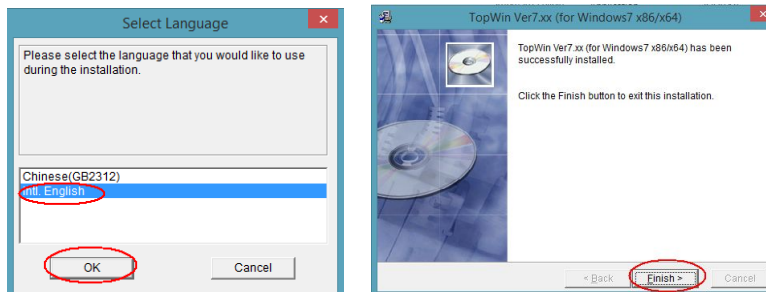 Select Language
Please select the language that you would like to use
during the installation.
Chinese(GB2312)
Intl. English
OK
Cancel
TopWin Ver7.xx (for Windows7 x86/x64)
TopWin Ver7.xx (for Windows7 x86/x64) has been
successfully installed.
Click the Finish button to exit this installation.
< Back
Finish >
Cancel